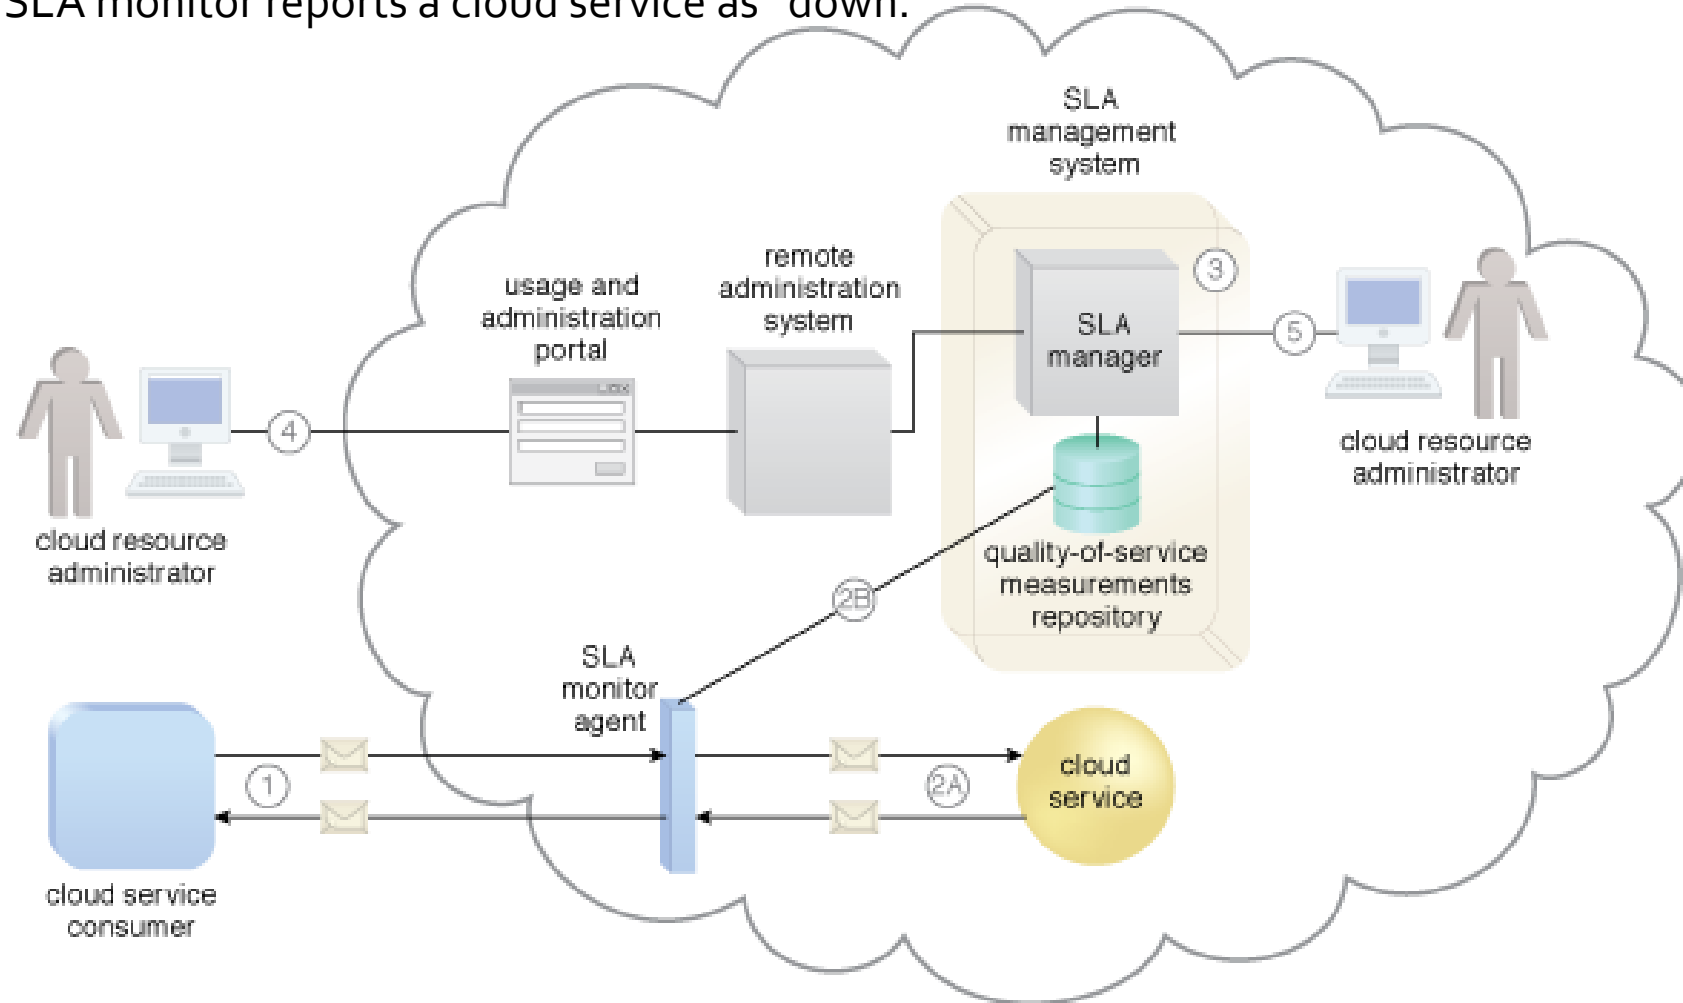 SLA monitor reports a cloud service as "down.
SLA
management
system
remote
administration
system
usage and
administration
portal
3
SLA
manager
5
4
cloud resource
administrator
cloud resource
administrator
quality-of-service
measurements
repository
2B
SLA
monitor
agent
1
2A
cloud
service
cloud service
consumer